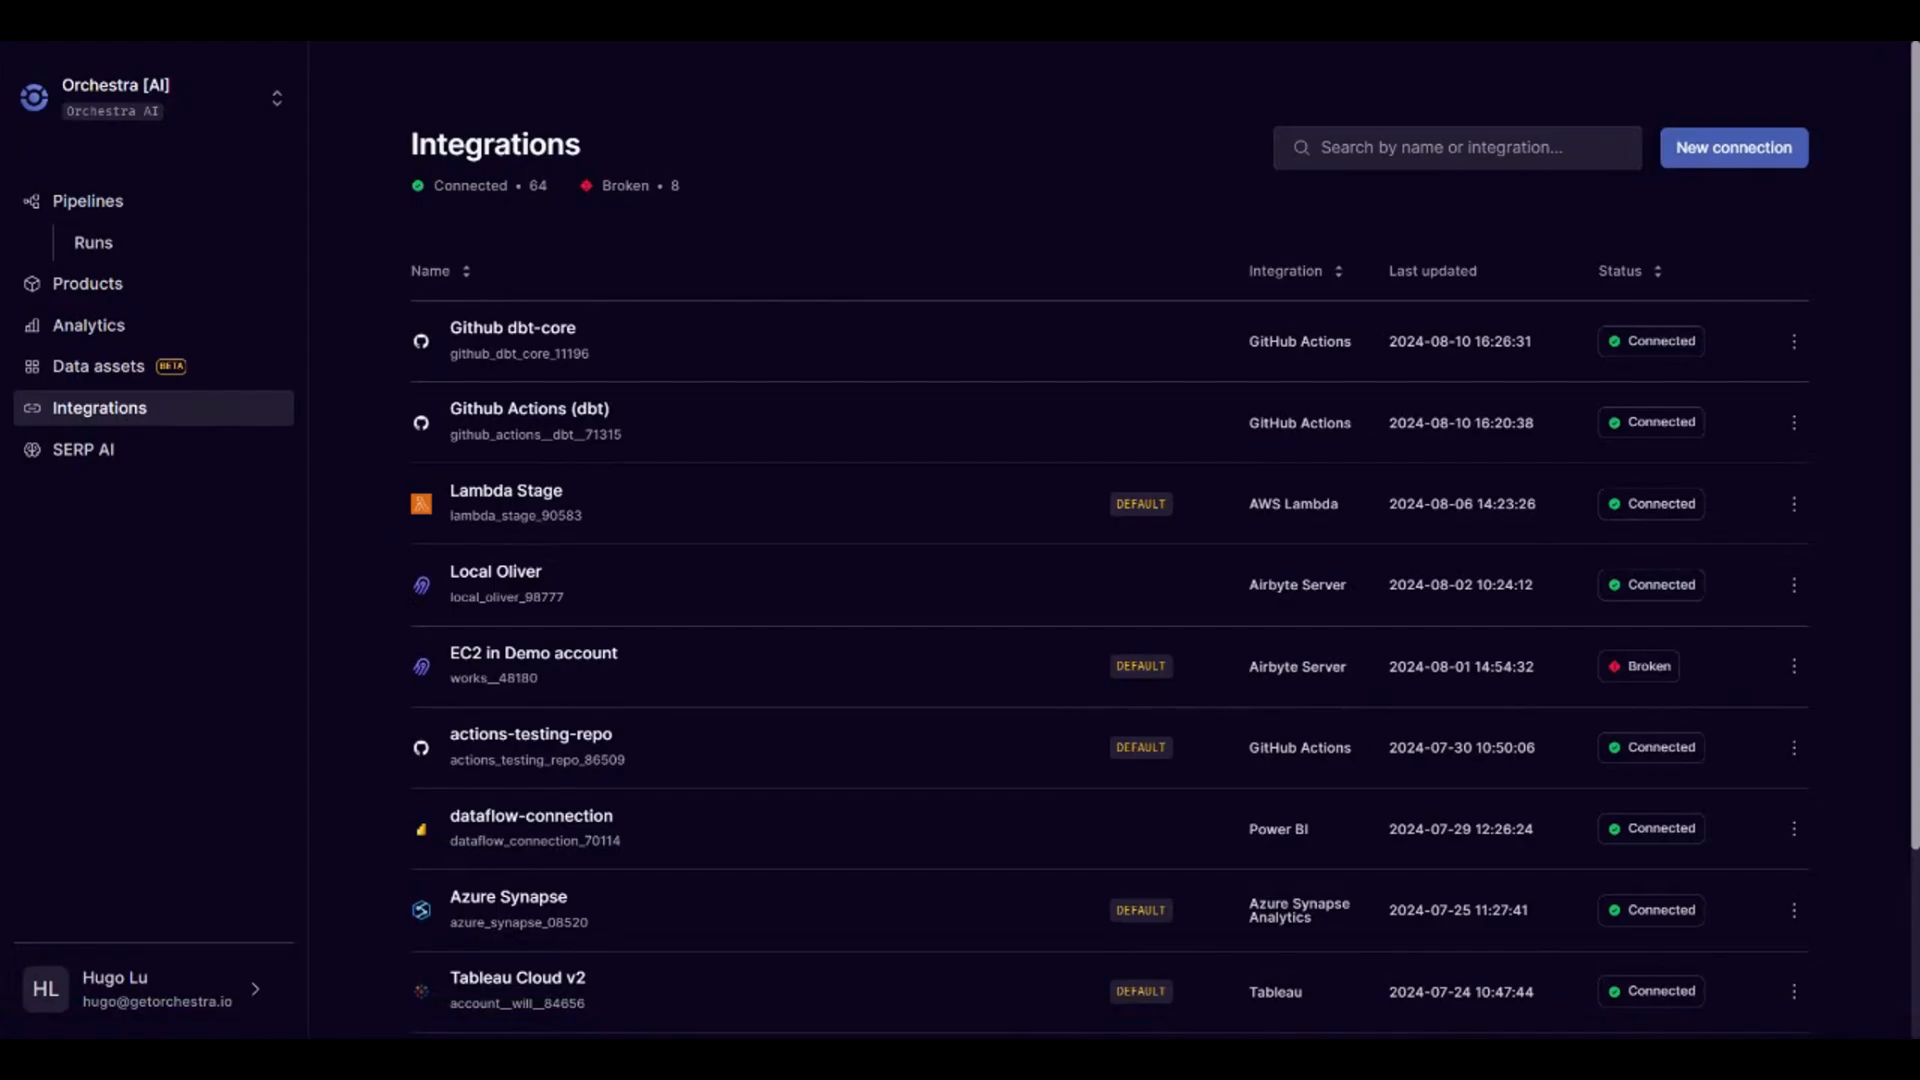 Orchestra [AI]
Orchestra AI
Pipelines
Runs
Products
Analytics
Data assets BETA
Integrations
SERP AI
HL
Hugo Lu
hugo@getorchestra.io
Integrations
Connected • 64 Broken • 8
Search by name or integration...
New connection
Name Integration Last updated Status
Github dbt-core
github_dbt_core_11196
GitHub Actions 2024-08-10 16:26:31 Connected
Github Actions (dbt)
github_actions__dbt__71315
GitHub Actions 2024-08-10 16:20:38 Connected
Lambda Stage
lambda_stage_90583
DEFAULT AWS Lambda 2024-08-06 14:23:26 Connected
Local Oliver
local_oliver_98777
Airbyte Server 2024-08-02 10:24:12 Connected
EC2 in Demo account
works__48180
DEFAULT Airbyte Server 2024-08-01 14:54:32 Broken
actions-testing-repo
actions_testing_repo_86509
DEFAULT GitHub Actions 2024-07-30 10:50:06 Connected
dataflow-connection
dataflow_connection_70114
Power BI 2024-07-29 12:26:24 Connected
Azure Synapse
azure_synapse_08520
DEFAULT Azure Synapse
Analytics
2024-07-25 11:27:41 Connected
Tableau Cloud v2
account__will__84656
DEFAULT Tableau 2024-07-24 10:47:44 Connected